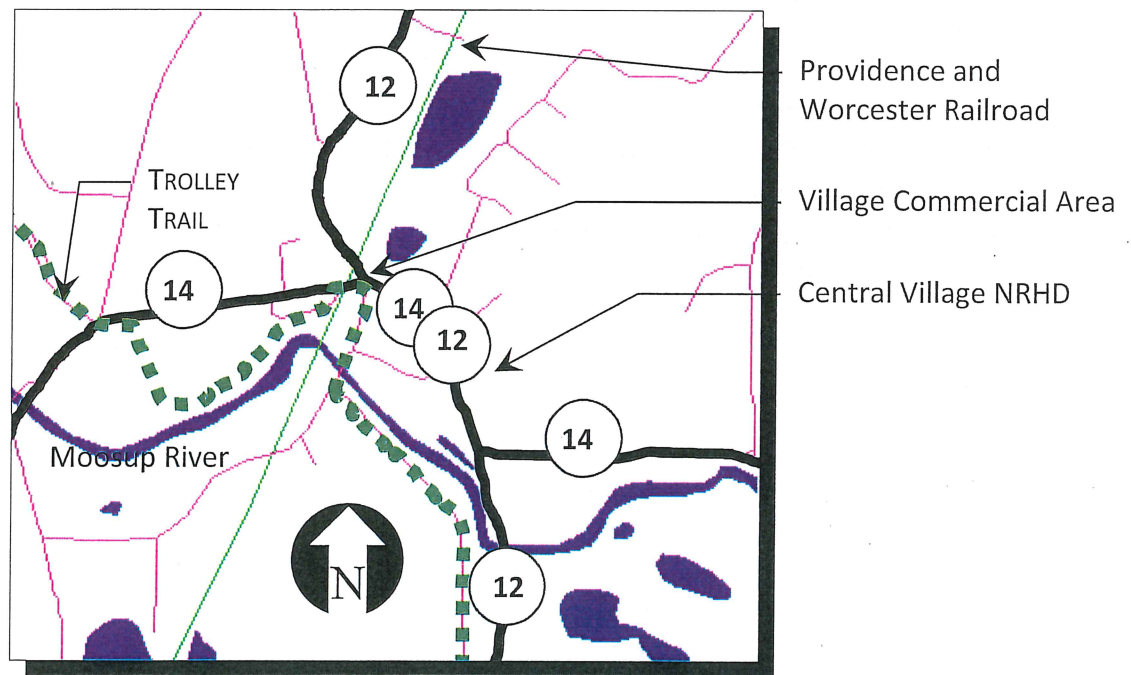 12
Providence and
Worcester Railroad
TROLLEY
TRAIL
Village Commercial Area
14
Central Village NRHD
14
12
14
Moosup River
N
12